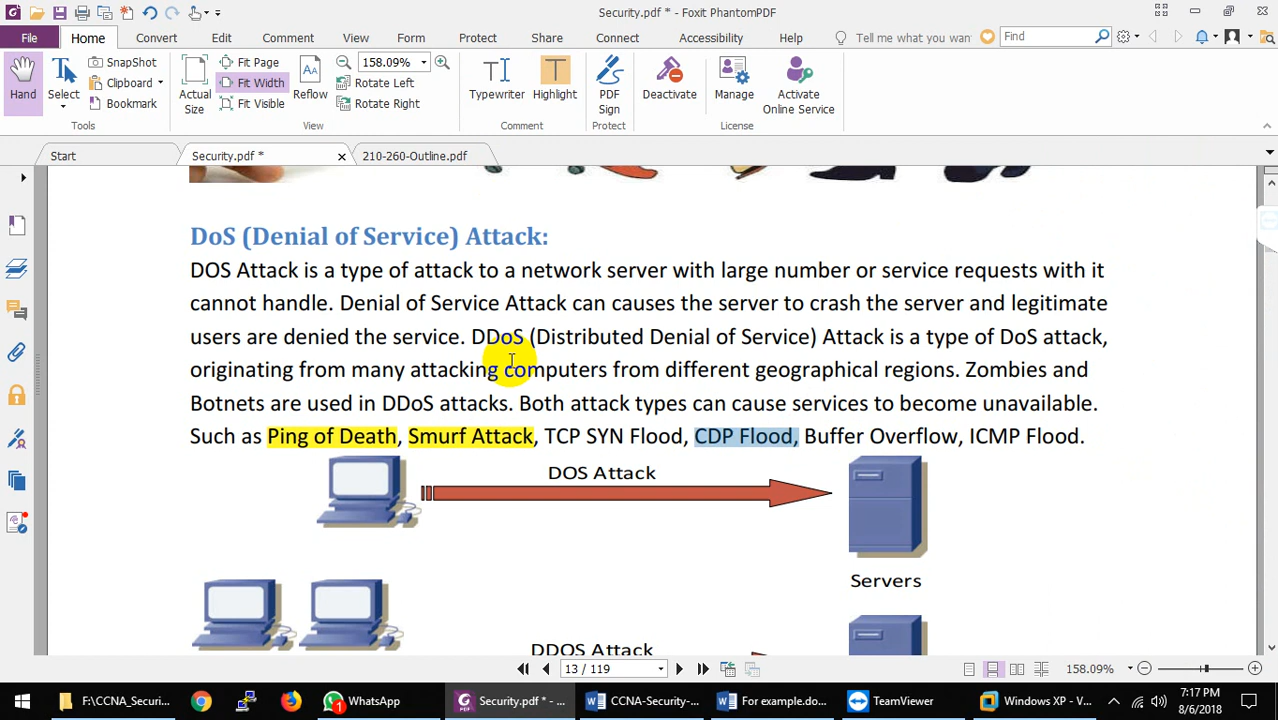 Security.pdf * - Foxit PhantomPDF
File Home Convert Edit Comment View Form Protect Share Connect Accessibility Help Tell me what you wan Find
Hand
Select
SnapShot
Clipboard
Bookmark
Tools
Actual Size
Fit Page
Fit Width
Fit Visible
Reflow
158.09%
Rotate Left
Rotate Right
View
Typewriter
Highlight
Comment
PDF Sign
Protect
Deactivate
Manage
Activate Online Service
License
Start Security.pdf * 210-260-Outline.pdf
DoS (Denial of Service) Attack:
DOS Attack is a type of attack to a network server with large number or service requests with it
cannot handle. Denial of Service Attack can causes the server to crash the server and legitimate
users are denied the service. DDoS (Distributed Denial of Service) Attack is a type of DoS attack,
originating from many attacking computers from different geographical regions. Zombies and
Botnets are used in DDoS attacks. Both attack types can cause services to become unavailable.
Such as Ping of Death, Smurf Attack, TCP SYN Flood, CDP Flood, Buffer Overflow, ICMP Flood.
DOS Attack
Servers
DDOS Attack
13 / 119 158.09%
F:\CCNA_Securi... 1 WhatsApp Security.pdf * - ... CCNA-Security-... For example.do... TeamViewer Windows XP - V...
7:17 PM
8/6/2018